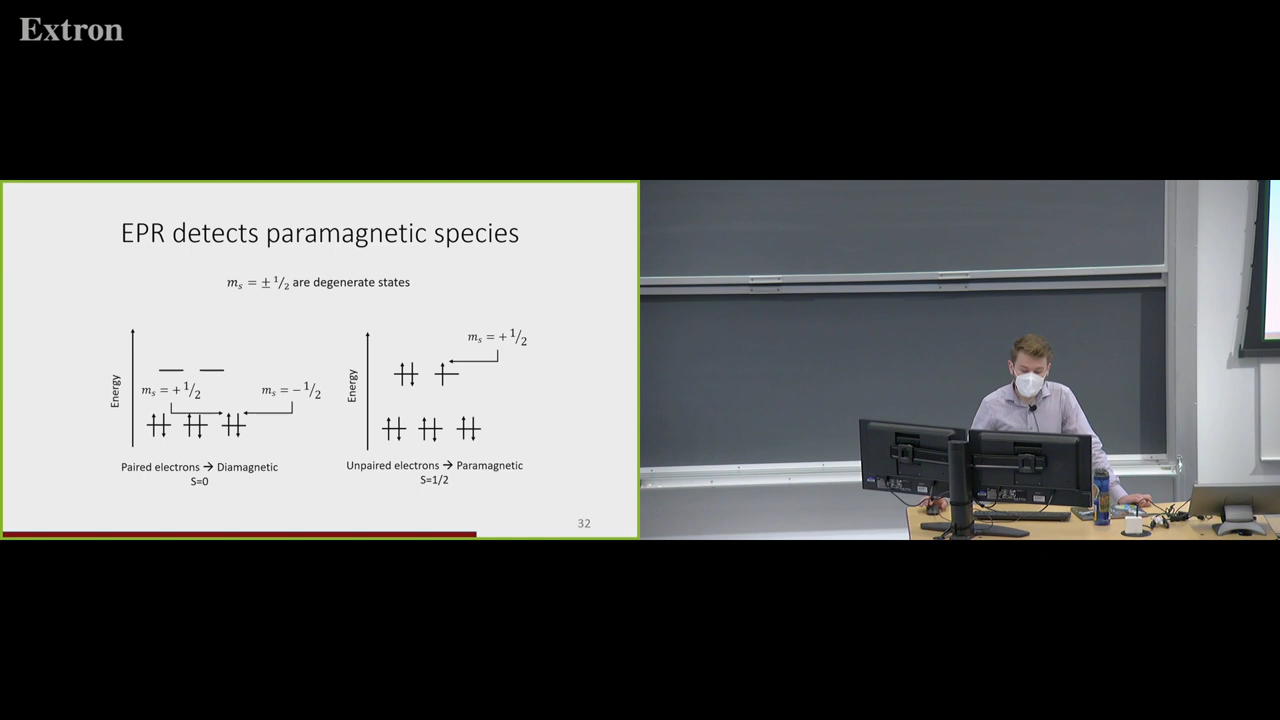 Extron
EPR detects paramagnetic species
m_s = ± 1/2 are degenerate states
Energy
m_s = + 1/2
m_s = − 1/2
Paired electrons → Diamagnetic
S=0
Energy
m_s = + 1/2
Unpaired electrons → Paramagnetic
S=1/2
32